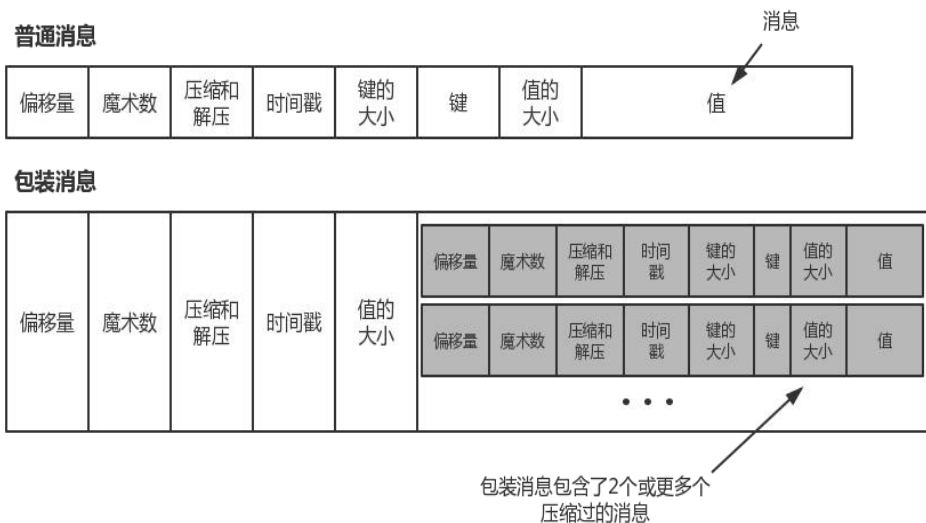 消息
普通消息
偏移量 魔术数 压缩和解压 时间戳 键的大小 键 值的大小 值
包装消息
偏移量 魔术数 压缩和解压 时间戳 值的大小
偏移量 魔术数 压缩和解压 时间戳 键的大小 键 值的大小 值
偏移量 魔术数 压缩和解压 时间戳 键的大小 键 值的大小 值
• • •
包装消息包含了2个或更多个
压缩过的消息